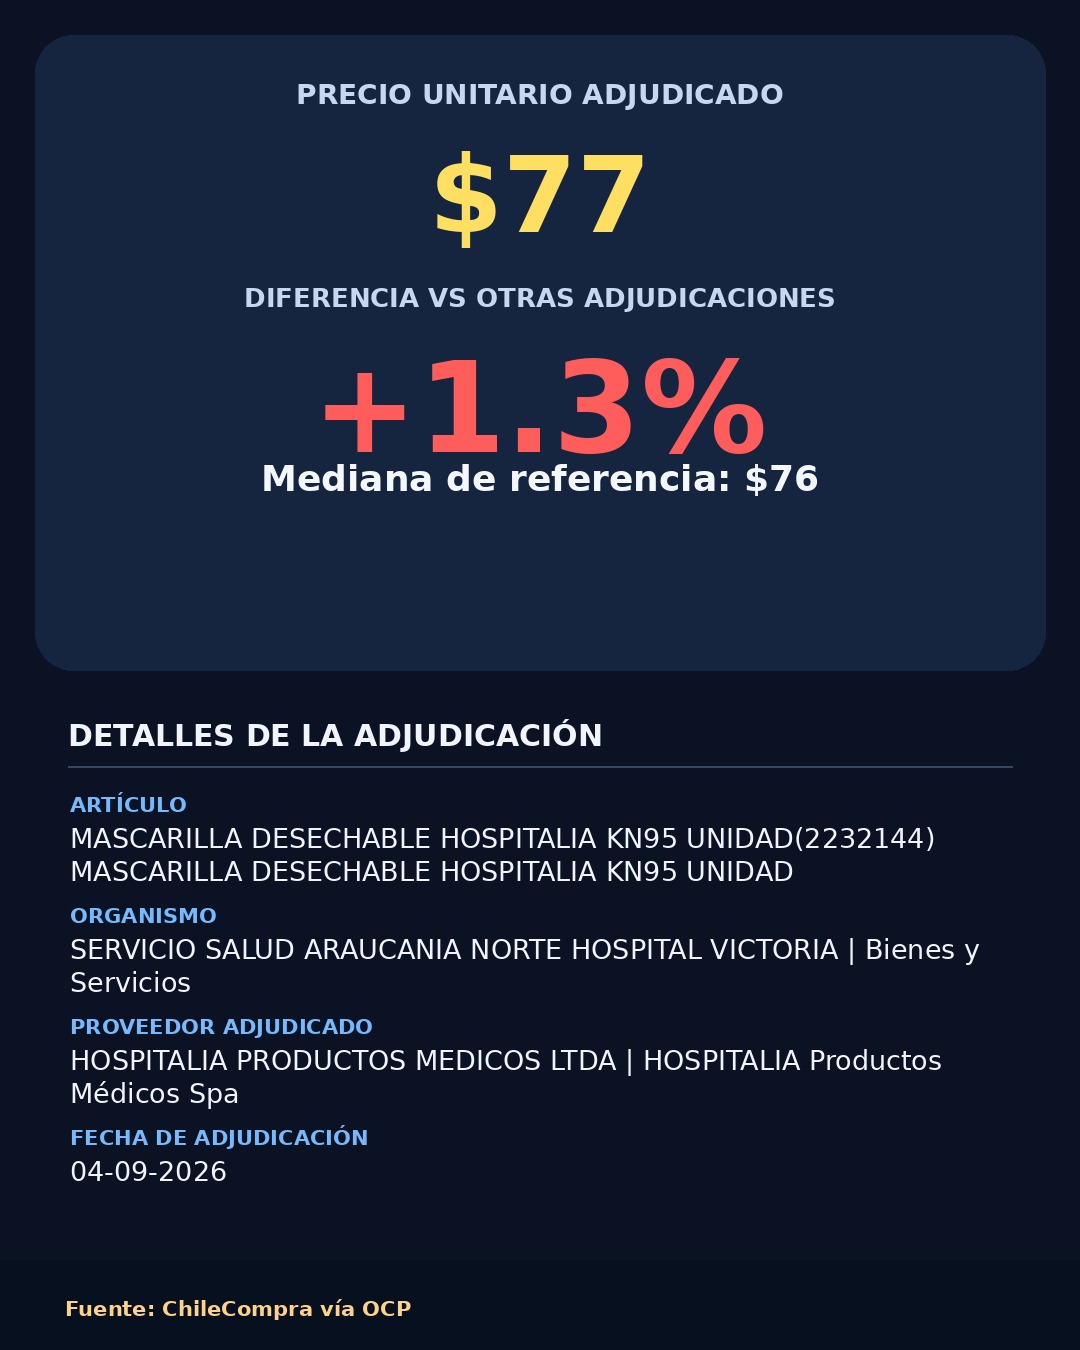 PRECIO UNITARIO ADJUDICADO
$77
DIFERENCIA VS OTRAS ADJUDICACIONES
+1.3%
Mediana de referencia: $76
DETALLES DE LA ADJUDICACIÓN
ARTÍCULO
MASCARILLA DESECHABLE HOSPITALIA KN95 UNIDAD(2232144)
MASCARILLA DESECHABLE HOSPITALIA KN95 UNIDAD
ORGANISMO
SERVICIO SALUD ARAUCANIA NORTE HOSPITAL VICTORIA | Bienes y
Servicios
PROVEEDOR ADJUDICADO
HOSPITALIA PRODUCTOS MEDICOS LTDA | HOSPITALIA Productos
Médicos Spa
FECHA DE ADJUDICACIÓN
04-09-2026
Fuente: ChileCompra vía OCP